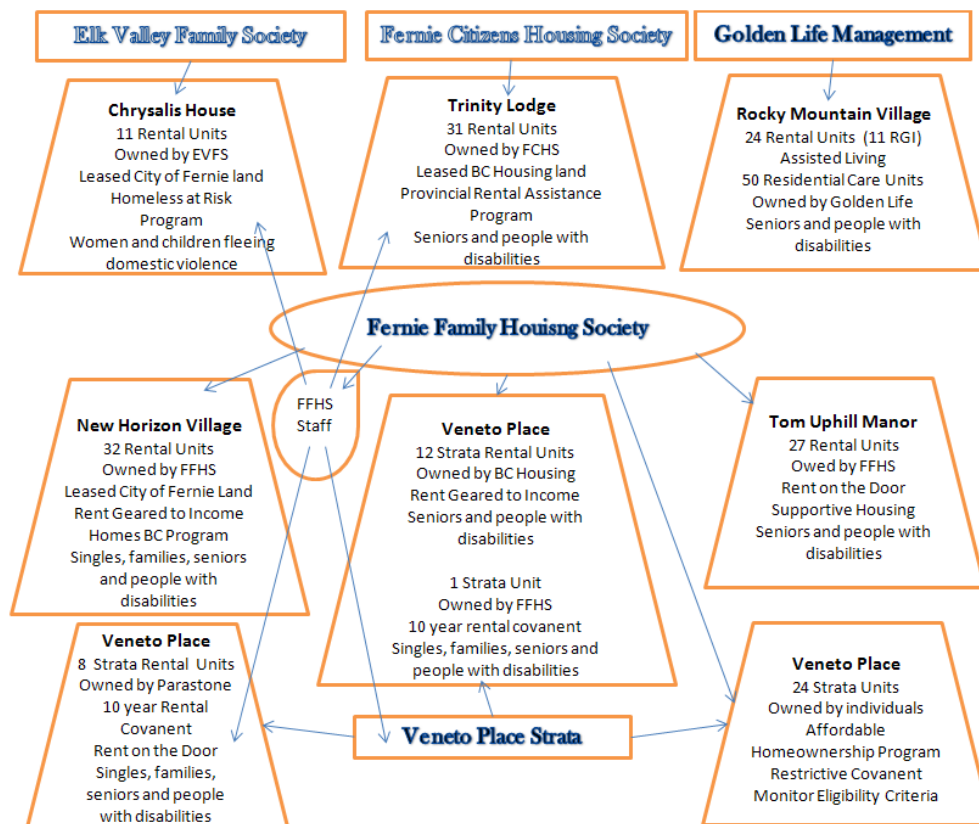 Elk Valley Family Society
Fernie Citizens Housing Society
Golden Life Management
Chrysalis House
11 Rental Units
Owned by EVFS
Leased City of Fernie land
Homeless at Risk
Program
Women and children fleeing
domestic violence
Trinity Lodge
31 Rental Units
Owned by FCHS
Leased BC Housing land
Provincial Rental Assistance
Program
Seniors and people with
disabilities
Rocky Mountain Village
24 Rental Units (11 RGI)
Assisted Living
50 Residential Care Units
Owned by Golden Life
Seniors and people with
disabilities
Fernie Family Houisng Society
FFHS
Staff
New Horizon Village
32 Rental Units
Owned by FFHS
Leased City of Fernie Land
Rent Geared to Income
Homes BC Program
Singles, families, seniors
and people with
disabilities
Veneto Place
12 Strata Rental Units
Owned by BC Housing
Rent Geared to Income
Seniors and people with
disabilities
1 Strata Unit
Owned by FFHS
10 year rental covanent
Singles, families, seniors and
people with disabilities
Tom Uphill Manor
27 Rental Units
Owed by FFHS
Rent on the Door
Supportive Housing
Seniors and people with
disabilities
Veneto Place
8 Strata Rental Units
Owned by Parastone
10 year Rental
Covanent
Rent on the Door
Singles, families,
seniors and people
with disabilities
Veneto Place Strata
Veneto Place
24 Strata Units
Owned by individuals
Affordable
Homeownership Program
Restrictive Covanent
Monitor Eligibility Criteria